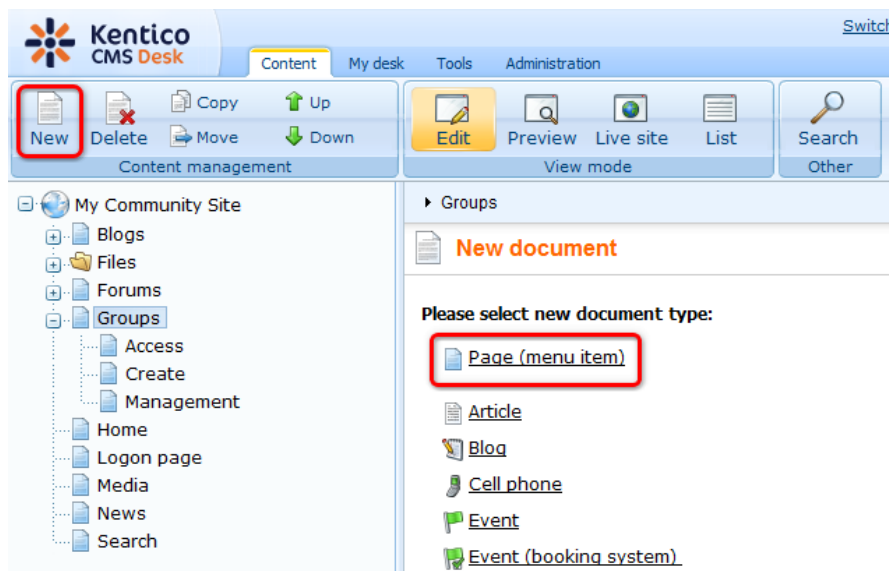 Kentico
CMS Desk
Switch
Content My desk Tools Administration
New Delete Copy Move Up Down
Content management
Edit Preview Live site List
View mode
Search
Other
My Community Site
Blogs
Files
Forums
Groups
Access
Create
Management
Home
Logon page
Media
News
Search
Groups
New document
Please select new document type:
Page (menu item)
Article
Blog
Cell phone
Event
Event (booking system)